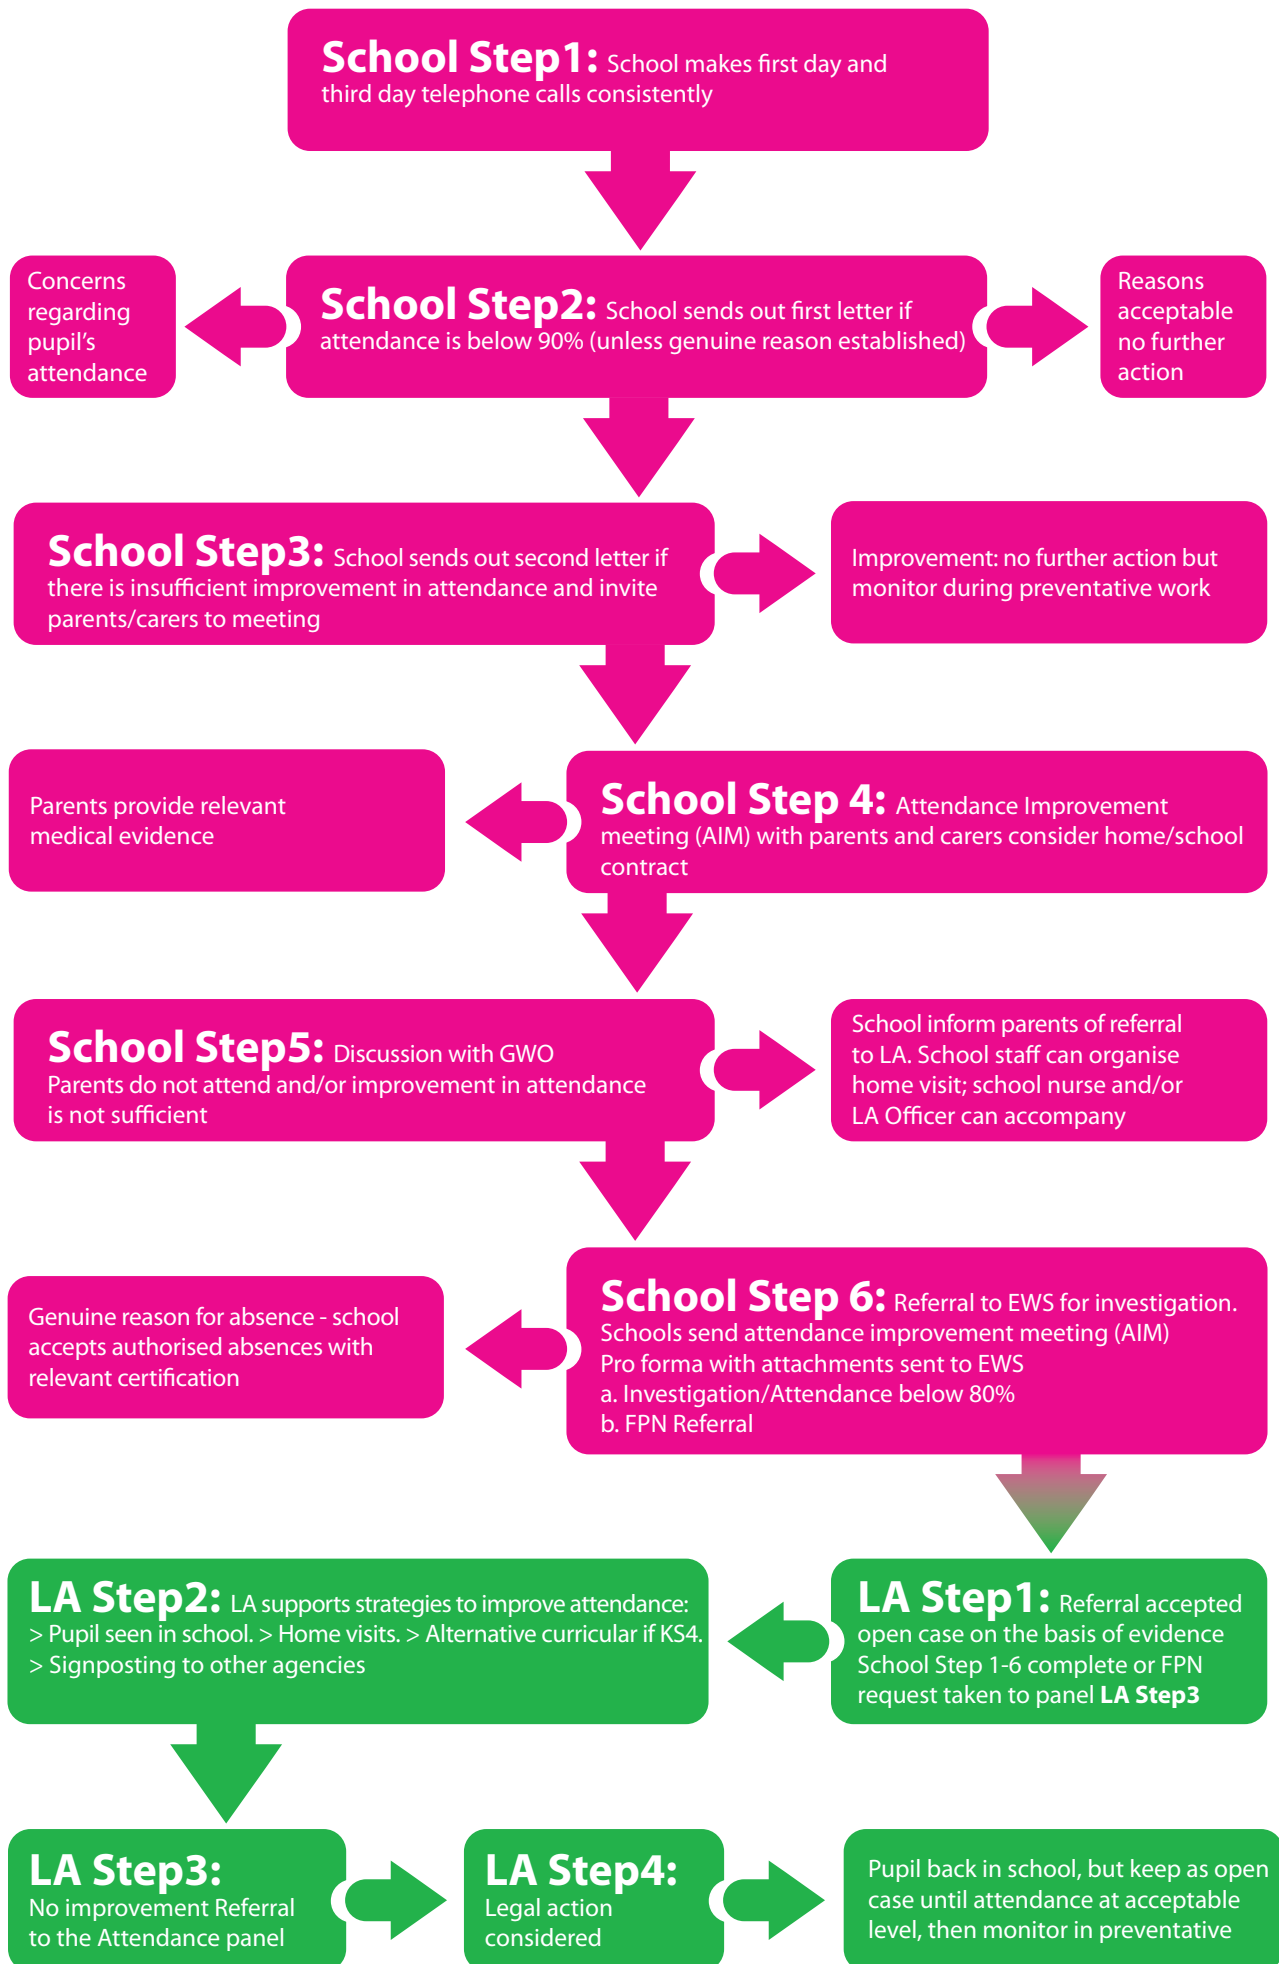 School Step1: School makes first day and
third day telephone calls consistently
Concerns
regarding
pupil's
attendance
School Step2: School sends out first letter if
attendance is below 90% (unless genuine reason established)
Reasons
acceptable
no further
action
School Step3: School sends out second letter if
there is insufficient improvement in attendance and invite
parents/carers to meeting
Improvement: no further action but
monitor during preventative work
Parents provide relevant
medical evidence
School Step 4: Attendance Improvement
meeting (AIM) with parents and carers consider home/school
contract
School Step5: Discussion with GWO
Parents do not attend and/or improvement in attendance
is not sufficient
School inform parents of referral
to LA. School staff can organise
home visit; school nurse and/or
LA Officer can accompany
Genuine reason for absence - school
accepts authorised absences with
relevant certification
School Step 6: Referral to EWS for investigation.
Schools send attendance improvement meeting (AIM)
Pro forma with attachments sent to EWS
a. Investigation/Attendance below 80%
b. FPN Referral
LA Step1: Referral accepted
open case on the basis of evidence
School Step 1-6 complete or FPN
request taken to panel LA Step3
LA Step2: LA supports strategies to improve attendance:
> Pupil seen in school. > Home visits. > Alternative curricular if KS4.
> Signposting to other agencies
LA Step3:
No improvement Referral
to the Attendance panel
LA Step4:
Legal action
considered
Pupil back in school, but keep as open
case until attendance at acceptable
level, then monitor in preventative